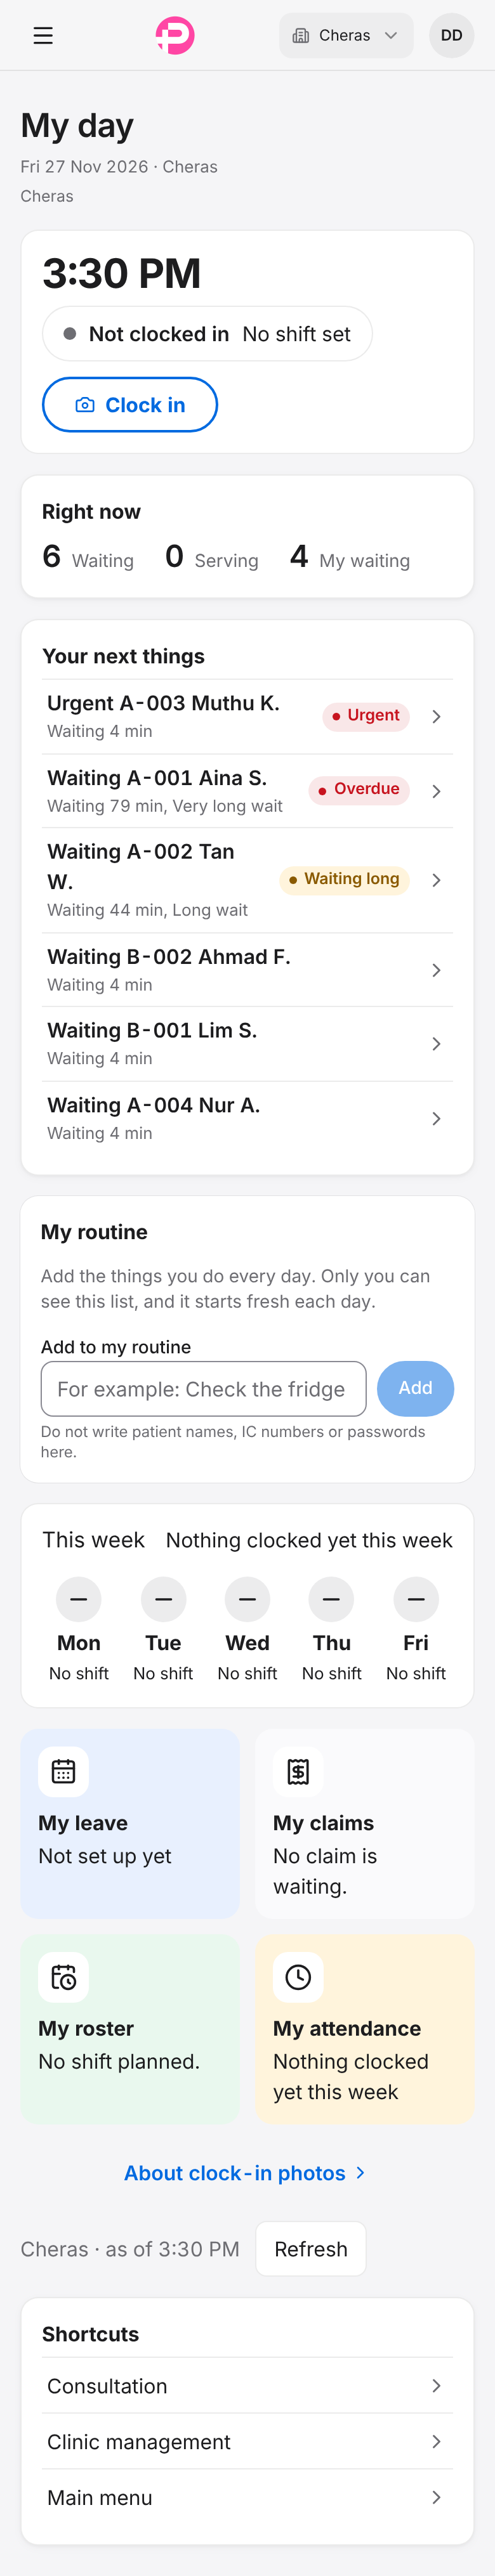 Cheras
DD
My day
Fri 27 Nov 2026 · Cheras
Cheras
3:30 PM
Not clocked in No shift set
Clock in
Right now
6 Waiting 0 Serving 4 My waiting
Your next things
Urgent A-003 Muthu K.
Waiting 4 min
Urgent
Waiting A-001 Aina S.
Waiting 79 min, Very long wait
Overdue
Waiting A-002 Tan
W.
Waiting 44 min, Long wait
Waiting long
Waiting B-002 Ahmad F.
Waiting 4 min
Waiting B-001 Lim S.
Waiting 4 min
Waiting A-004 Nur A.
Waiting 4 min
My routine
Add the things you do every day. Only you can
see this list, and it starts fresh each day.
Add to my routine
For example: Check the fridge
Add
Do not write patient names, IC numbers or passwords
here.
This week Nothing clocked yet this week
Mon Tue Wed Thu Fri
No shift No shift No shift No shift No shift
My leave
Not set up yet
My claims
No claim is
waiting.
My roster
No shift planned.
My attendance
Nothing clocked
yet this week
About clock-in photos
Cheras · as of 3:30 PM
Refresh
Shortcuts
Consultation
Clinic management
Main menu